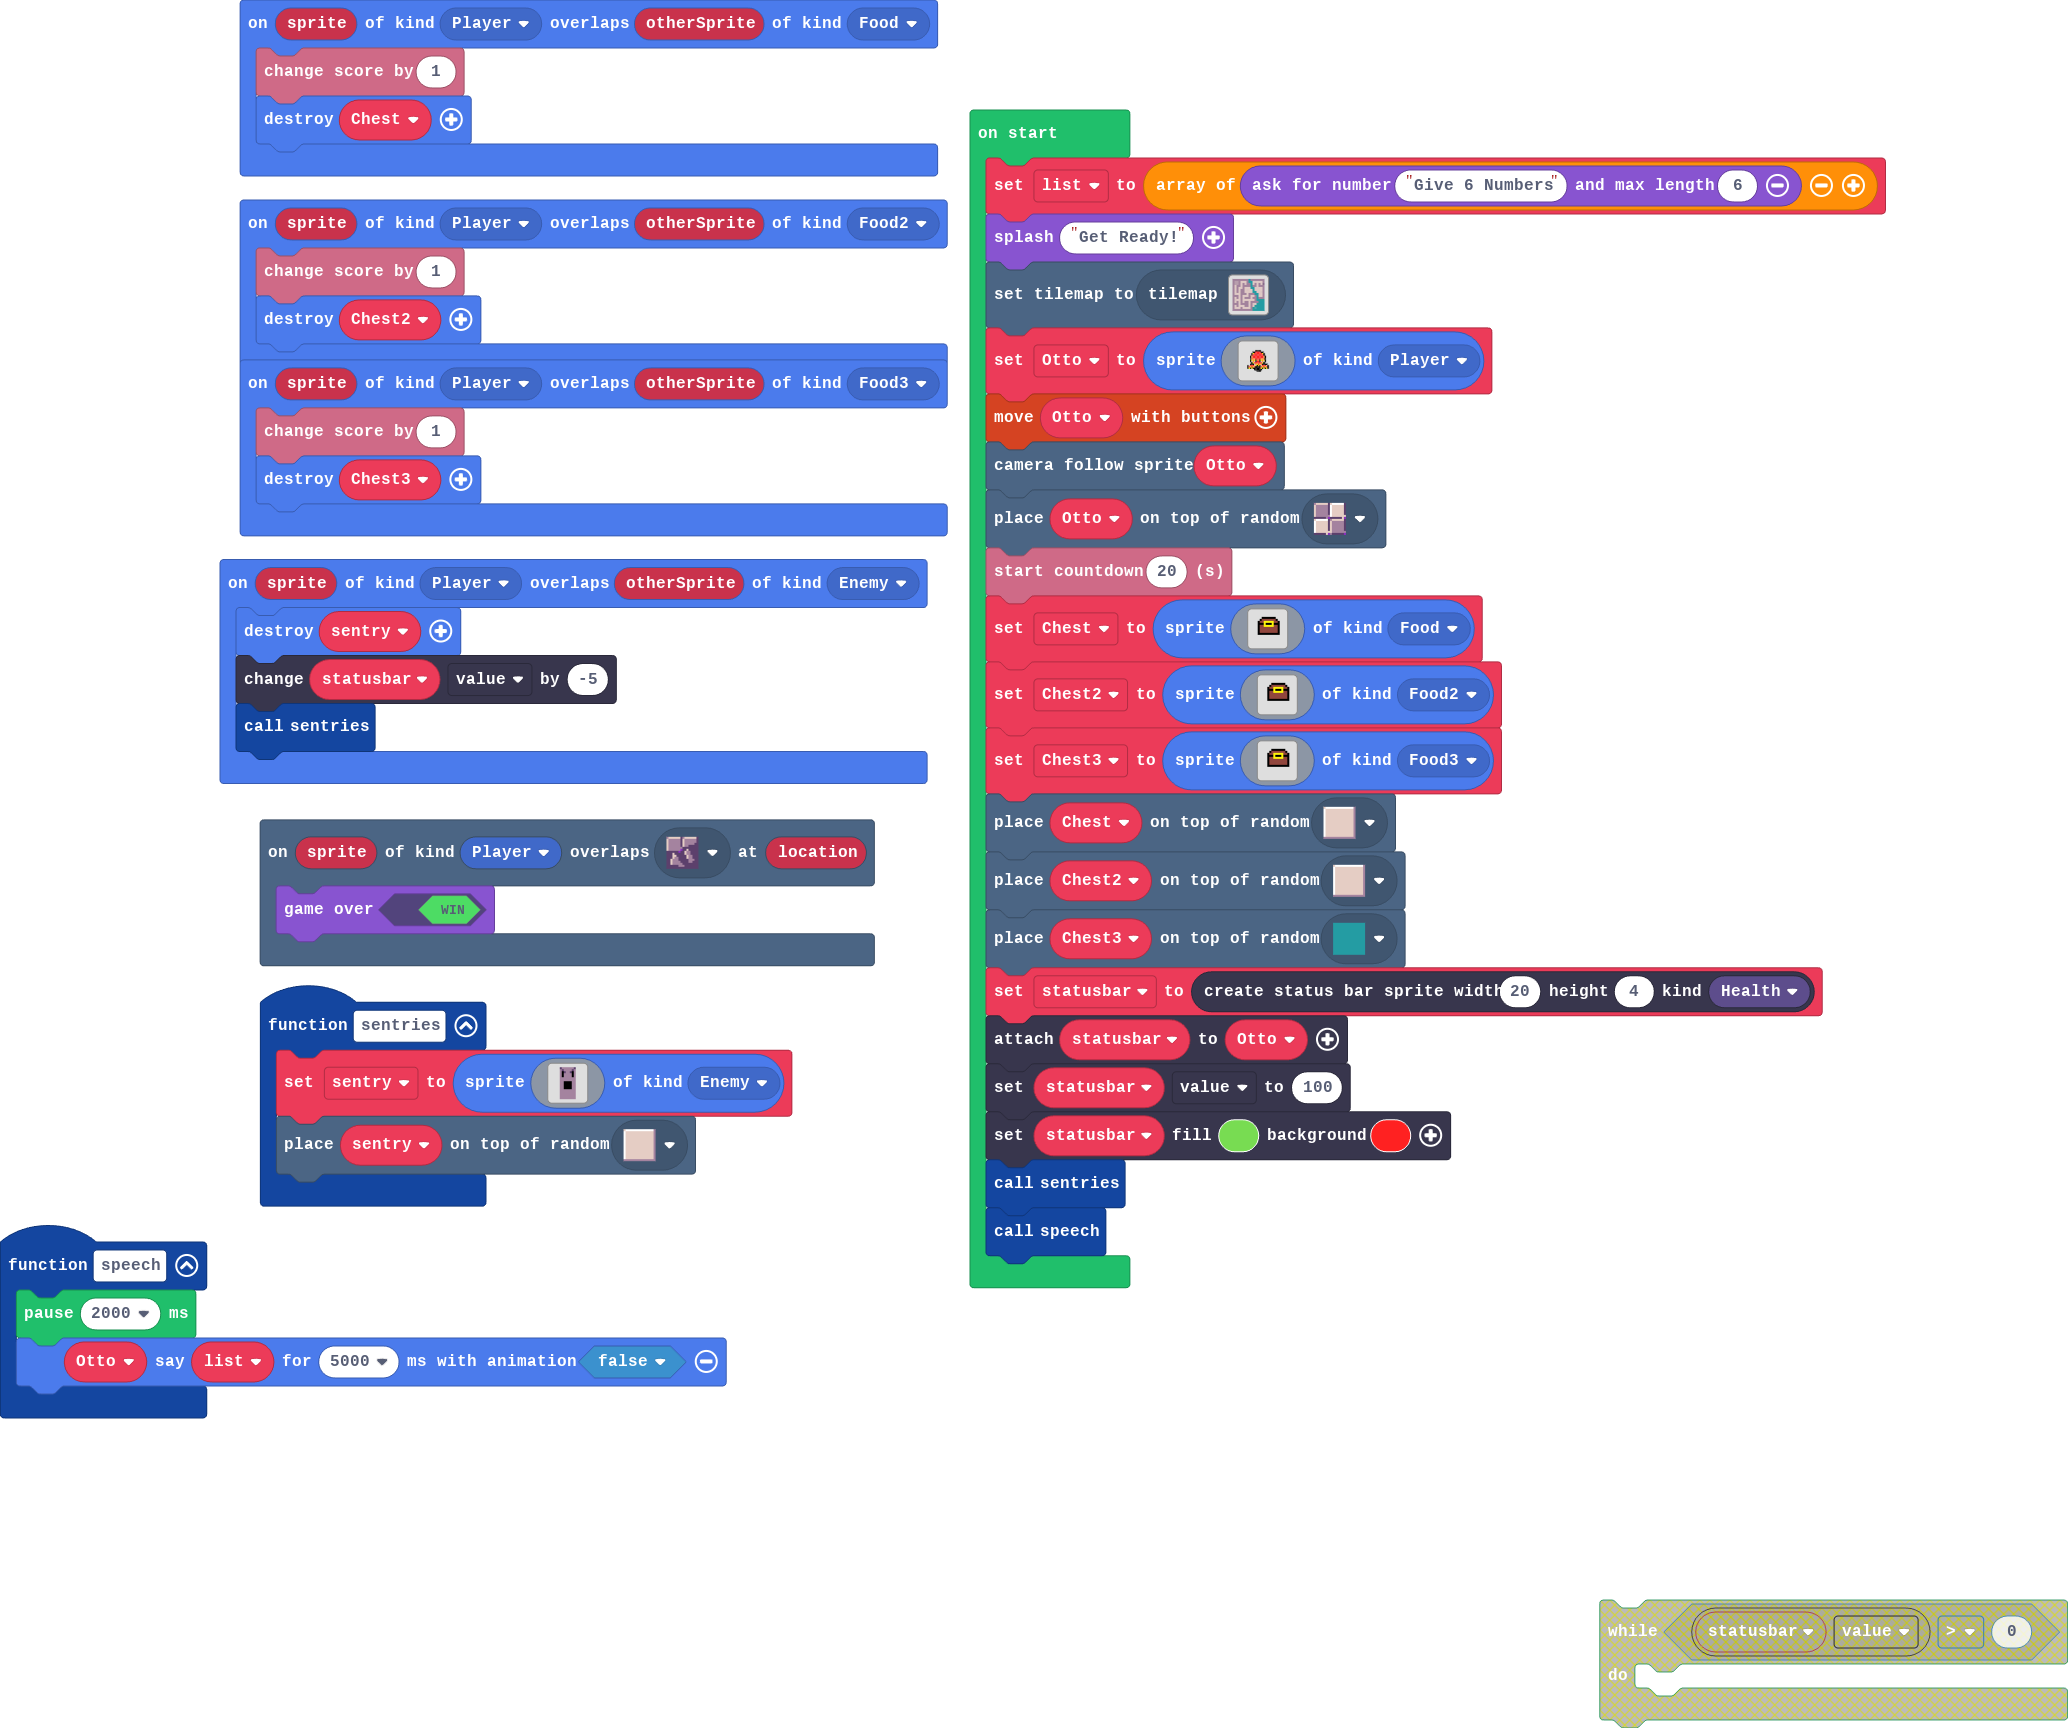 on sprite of kind Player overlaps otherSprite of kind Food
change score by 1
destroy Chest
on sprite of kind Player overlaps otherSprite of kind Food2
change score by 1
destroy Chest2
on sprite of kind Player overlaps otherSprite of kind Food3
change score by 1
destroy Chest3
on sprite of kind Player overlaps otherSprite of kind Enemy
destroy sentry
change statusbar value by -5
call sentries
on sprite of kind Player overlaps at location
game over WIN
function sentries
set sentry to sprite of kind Enemy
place sentry on top of random
function speech
pause 2000 ms
Otto say list for 5000 ms with animation false
on start
set list to array of ask for number "Give 6 Numbers" and max length 6
splash "Get Ready!"
set tilemap to tilemap
set Otto to sprite of kind Player
move Otto with buttons
camera follow sprite Otto
place Otto on top of random
start countdown 20 (s)
set Chest to sprite of kind Food
set Chest2 to sprite of kind Food2
set Chest3 to sprite of kind Food3
place Chest on top of random
place Chest2 on top of random
place Chest3 on top of random
set statusbar to create status bar sprite width 20 height 4 kind Health
attach statusbar to Otto
set statusbar value to 100
set statusbar fill background
call sentries
call speech
while statusbar value > 0
do